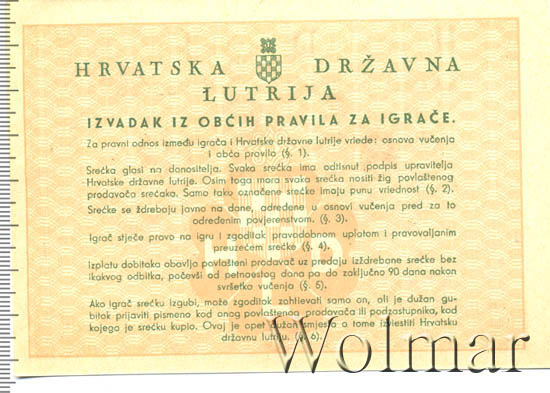 HRVATSKA DRŽAVNA
LUTRIJA
IZVADAK IZ OBĆIH PRAVILA ZA IGRAČE.
Za pravni odnos između igrača i Hrvatske državne lutrije vriede: osnova vučenja
i obća pravilo (§. 1).
Srećka glasi na donositelja. Svaka srećka ima odtisnut podpis upravitelja
Hrvatske državne lutrije. Osim toga mora svaka srećka nositi žig povlaštenog
prodavača srećaka. Samo tako označene srećke imaju punu vriednost (§. 2).
Srećke se ždrebaju javno na dane, određene u osnovi vučenja pred za to
određenim povjerenstvom. (§. 3).
Igrač stječe pravo na igru i zgoditak pravodobnom uplatom i pravovaljanim
preuzećem srećke (§. 4).
Izplatu dobitaka obavlja povlašteni prodavač uz predaju izždrebane srećke bez
ikakvog odbitka, počevši od petnaestog dana pa do zaključno 90 dana nakon
svršetka vučenja (§. 5).
Ako igrač srećku izgubi, može zgoditak zahtievati samo on, ali je dužan gu-
bitak prijaviti pismeno kod onog povlaštenog prodavača ili podzastupnika, kod
kojega je srećku kupio. Ovaj je opet dužan smjesta o tome izviestiti Hrvatsku
državnu lutriju. (§. 6).
Wolmar